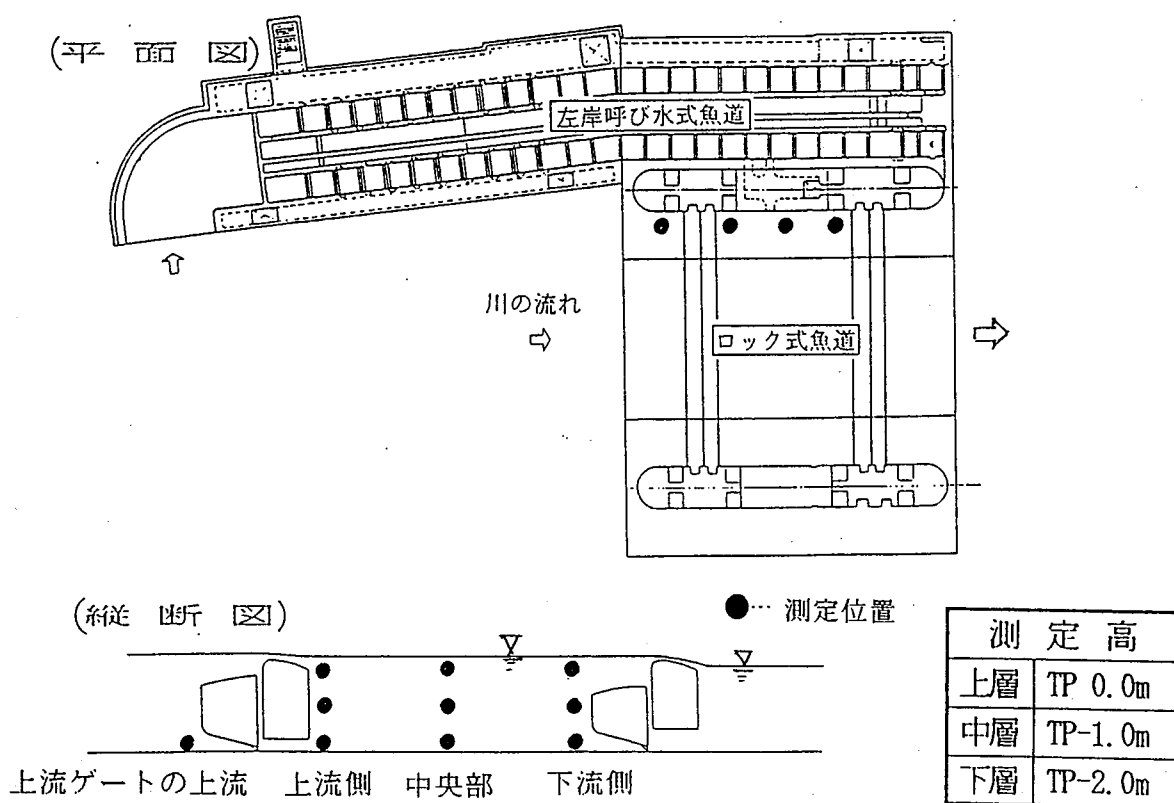 (平面図)
左岸呼び水式魚道
川の流れ
ロック式魚道
(縦断図)
●… 測定位置
上流ゲートの上流 上流側 中央部 下流側
測定高
上層 TP 0.0m
中層 TP-1.0m
下層 TP-2.0m